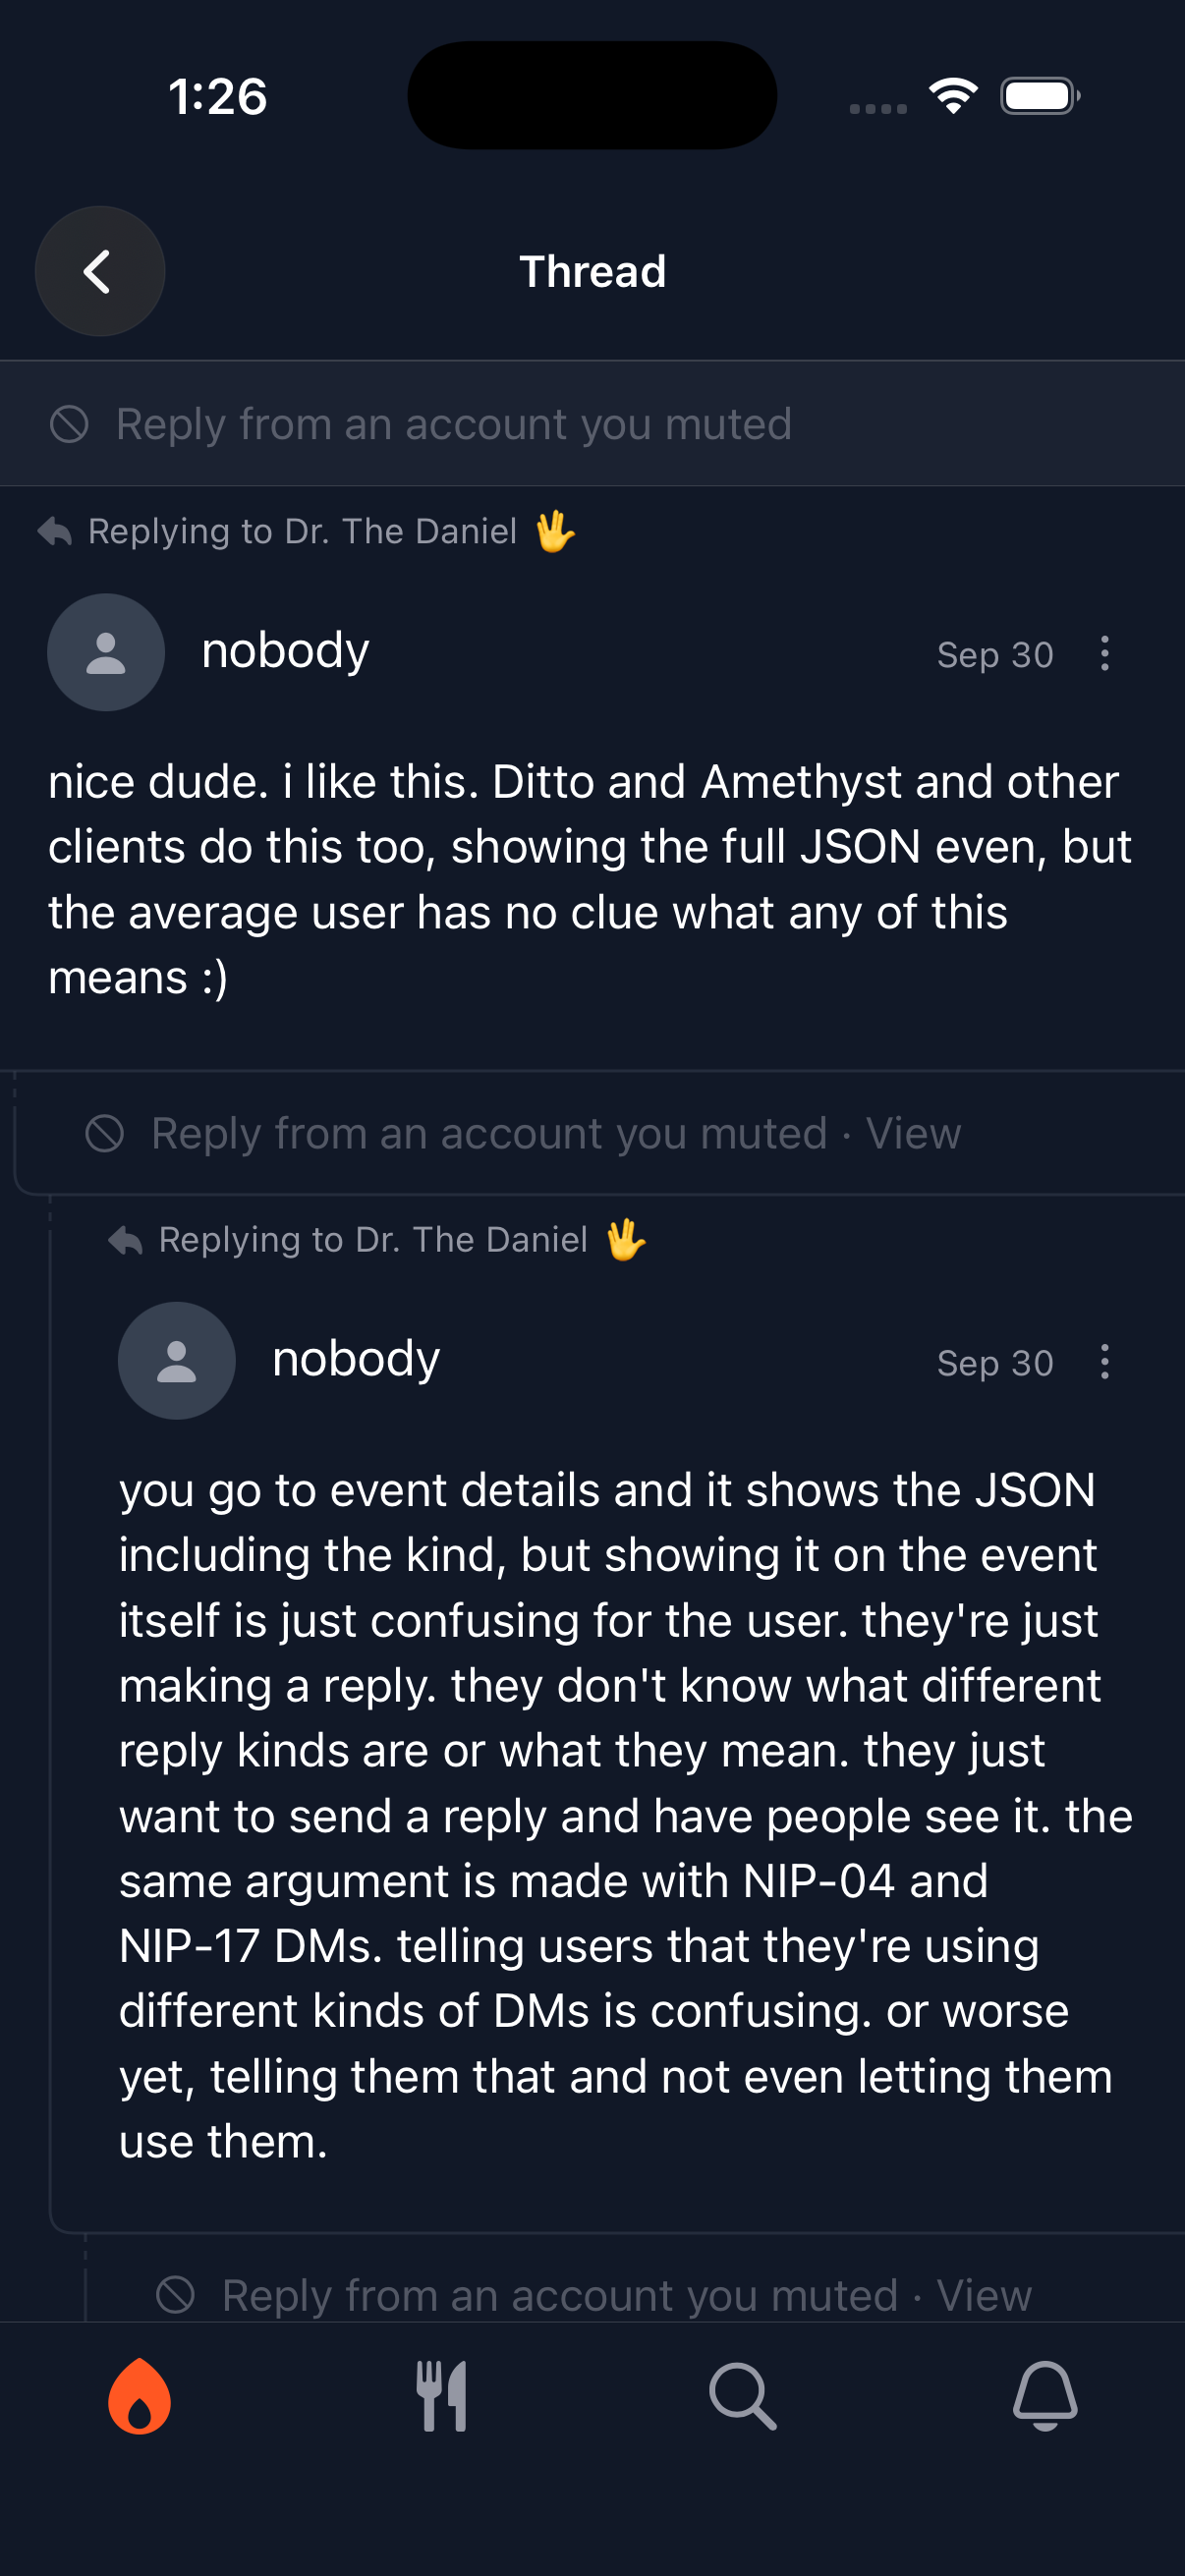 1:26
Thread
Reply from an account you muted
Replying to Dr. The Daniel 🖖
nobody
Sep 30
nice dude. i like this. Ditto and Amethyst and other
clients do this too, showing the full JSON even, but
the average user has no clue what any of this
means :)
Reply from an account you muted · View
Replying to Dr. The Daniel 🖖
nobody
Sep 30
you go to event details and it shows the JSON
including the kind, but showing it on the event
itself is just confusing for the user. they're just
making a reply. they don't know what different
reply kinds are or what they mean. they just
want to send a reply and have people see it. the
same argument is made with NIP-04 and
NIP-17 DMs. telling users that they're using
different kinds of DMs is confusing. or worse
yet, telling them that and not even letting them
use them.
Reply from an account you muted · View